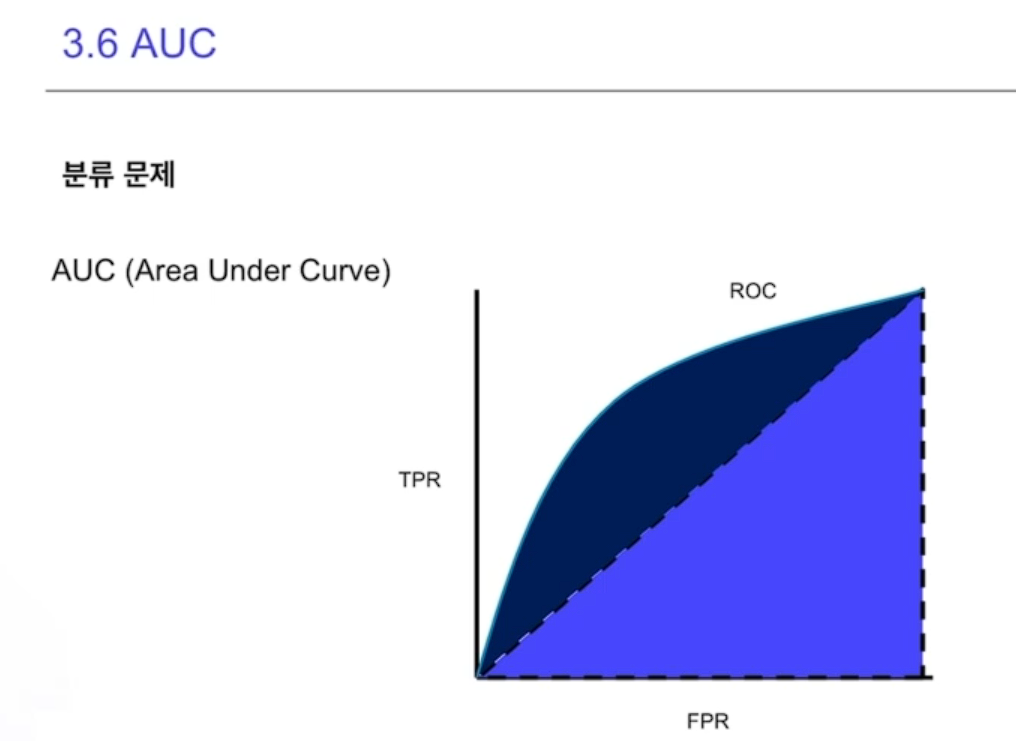 3.6 AUC
분류 문제
AUC (Area Under Curve)
ROC
TPR
FPR